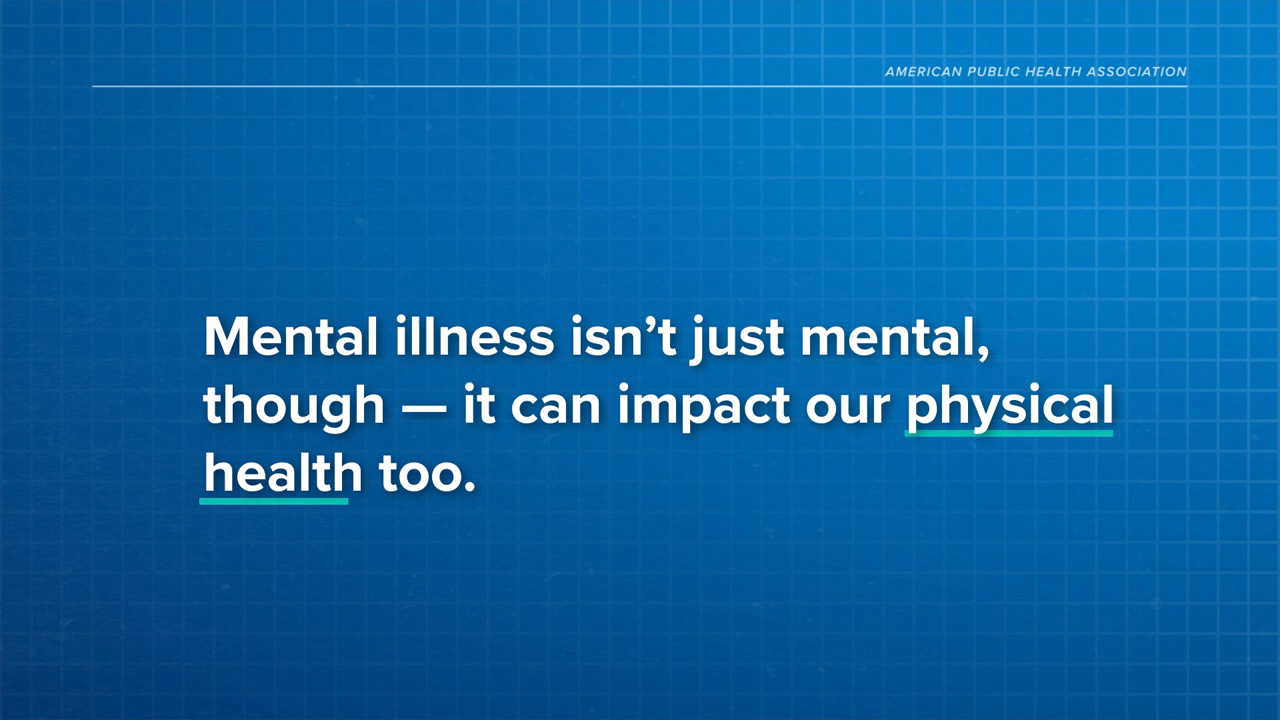 AMERICAN PUBLIC HEALTH ASSOCIATION
Mental illness isn’t just mental,
though — it can impact our physical
health too.